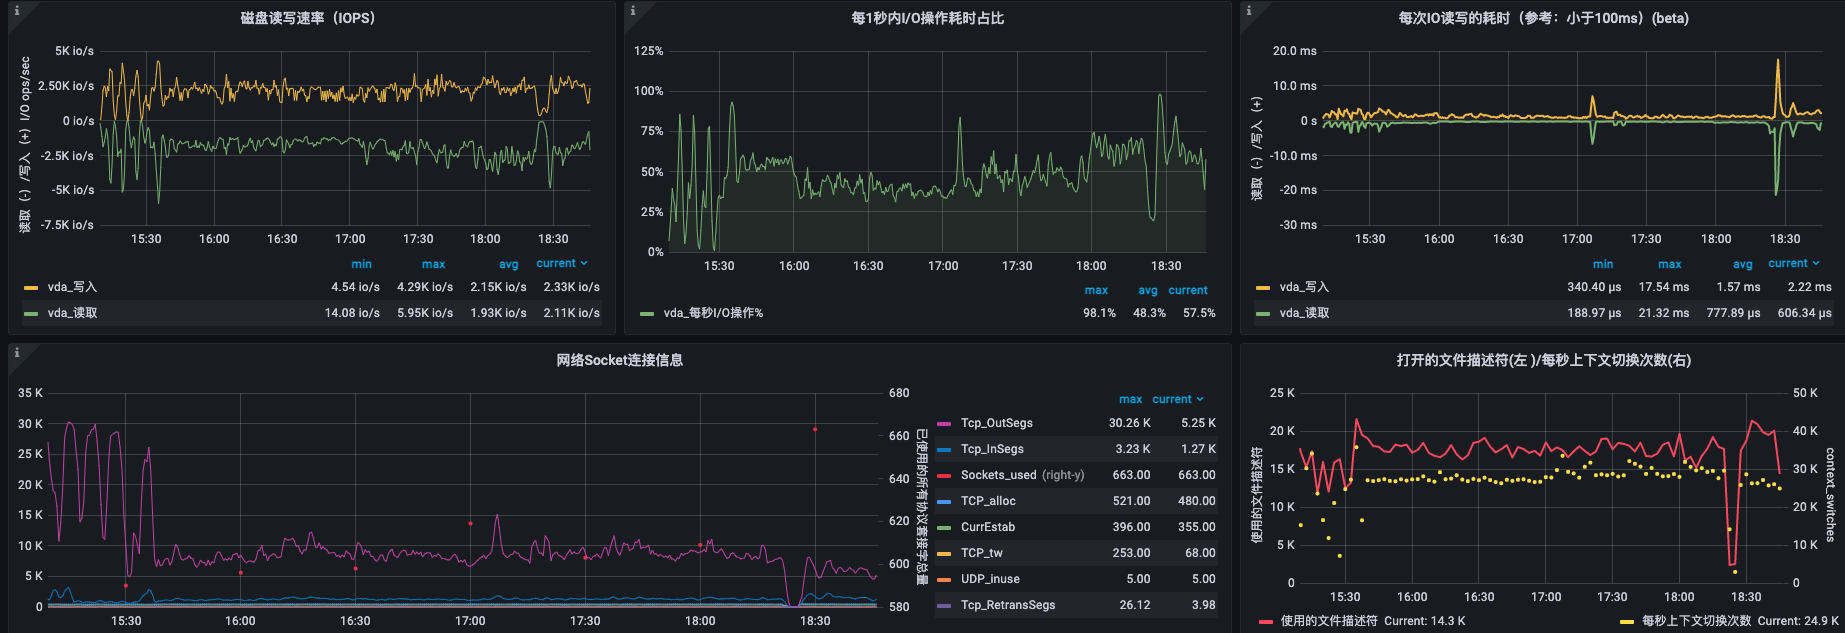 磁盘读写速率（IOPS）
读取（-）/写入（+） I/O ops/sec
5K io/s
2.50K io/s
0 io/s
-2.5K io/s
-5K io/s
-7.5K io/s
15:30 16:00 16:30 17:00 17:30 18:00 18:30
min max avg current
vda_写入 4.54 io/s 4.29K io/s 2.15K io/s 2.33K io/s
vda_读取 14.08 io/s 5.95K io/s 1.93K io/s 2.11K io/s
每1秒内I/O操作耗时占比
125%
100%
75%
50%
25%
0%
15:30 16:00 16:30 17:00 17:30 18:00 18:30
max avg current
vda_每秒I/O操作% 98.1% 48.3% 57.5%
每次IO读写的耗时（参考：小于100ms）(beta)
读取（-）/写入（+）
20.0 ms
10.0 ms
0 s
-10.0 ms
-20 ms
-30 ms
15:30 16:00 16:30 17:00 17:30 18:00 18:30
min max avg current
vda_写入 340.40 µs 17.54 ms 1.57 ms 2.22 ms
vda_读取 188.97 µs 21.32 ms 777.89 µs 606.34 µs
网络Socket连接信息
35 K
30 K
25 K
20 K
15 K
10 K
5 K
0
680
660
640
620
600
580
已使用的所有协议套接字总量
15:30 16:00 16:30 17:00 17:30 18:00 18:30
max current
Tcp_OutSegs 30.26 K 5.25 K
Tcp_InSegs 3.23 K 1.27 K
Sockets_used (right-y) 663.00 663.00
TCP_alloc 521.00 480.00
CurrEstab 396.00 355.00
TCP_tw 253.00 68.00
UDP_inuse 5.00 5.00
Tcp_RetransSegs 26.12 3.98
打开的文件描述符(左 )/每秒上下文切换次数(右)
使用的文件描述符
25 K
20 K
15 K
10 K
5 K
0
50 K
40 K
30 K
20 K
10 K
0
context_switches
15:30 16:00 16:30 17:00 17:30 18:00 18:30
使用的文件描述符 Current: 14.3 K 每秒上下文切换次数 Current: 24.9 K